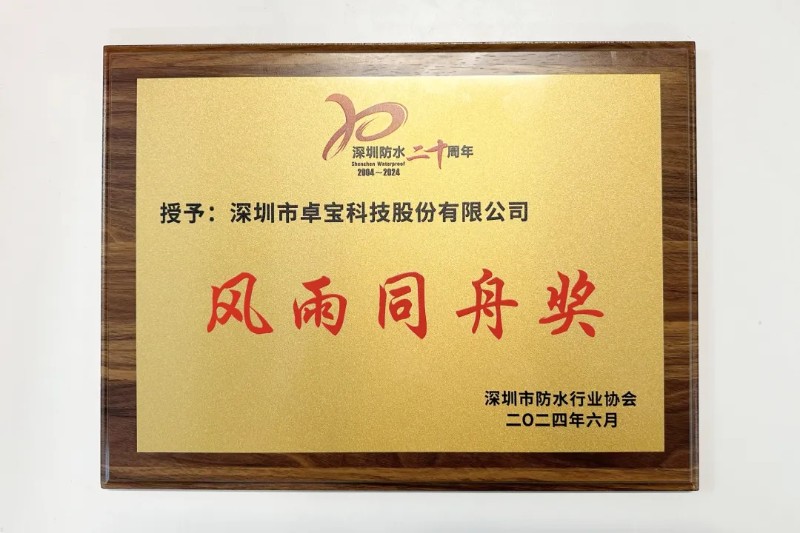 20
深圳防水二十周年
Shenzhen Waterproof
2004～2024
授予：深圳市卓宝科技股份有限公司
风雨同舟奖
深圳市防水行业协会
二〇二四年六月